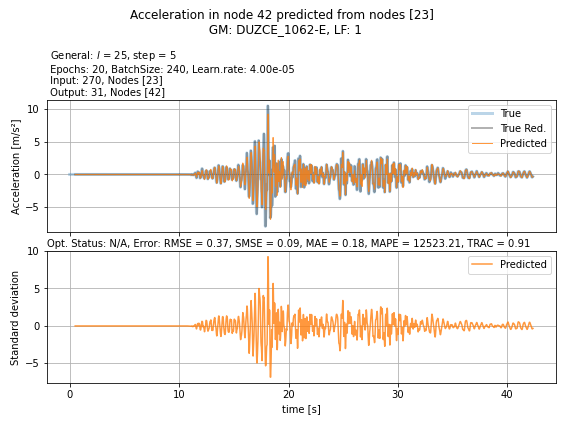 Acceleration in node 42 predicted from nodes [23]
GM: DUZCE_1062-E, LF: 1
General: l = 25, step = 5
Epochs: 20, BatchSize: 240, Learn.rate: 4.00e-05
Input: 270, Nodes [23]
Output: 31, Nodes [42]
Acceleration [m/s²]
10
5
0
−5
True
True Red.
Predicted
Opt. Status: N/A, Error: RMSE = 0.37, SMSE = 0.09, MAE = 0.18, MAPE = 12523.21, TRAC = 0.91
Standard deviation
10
5
0
−5
Predicted
0
10
20
30
40
time [s]